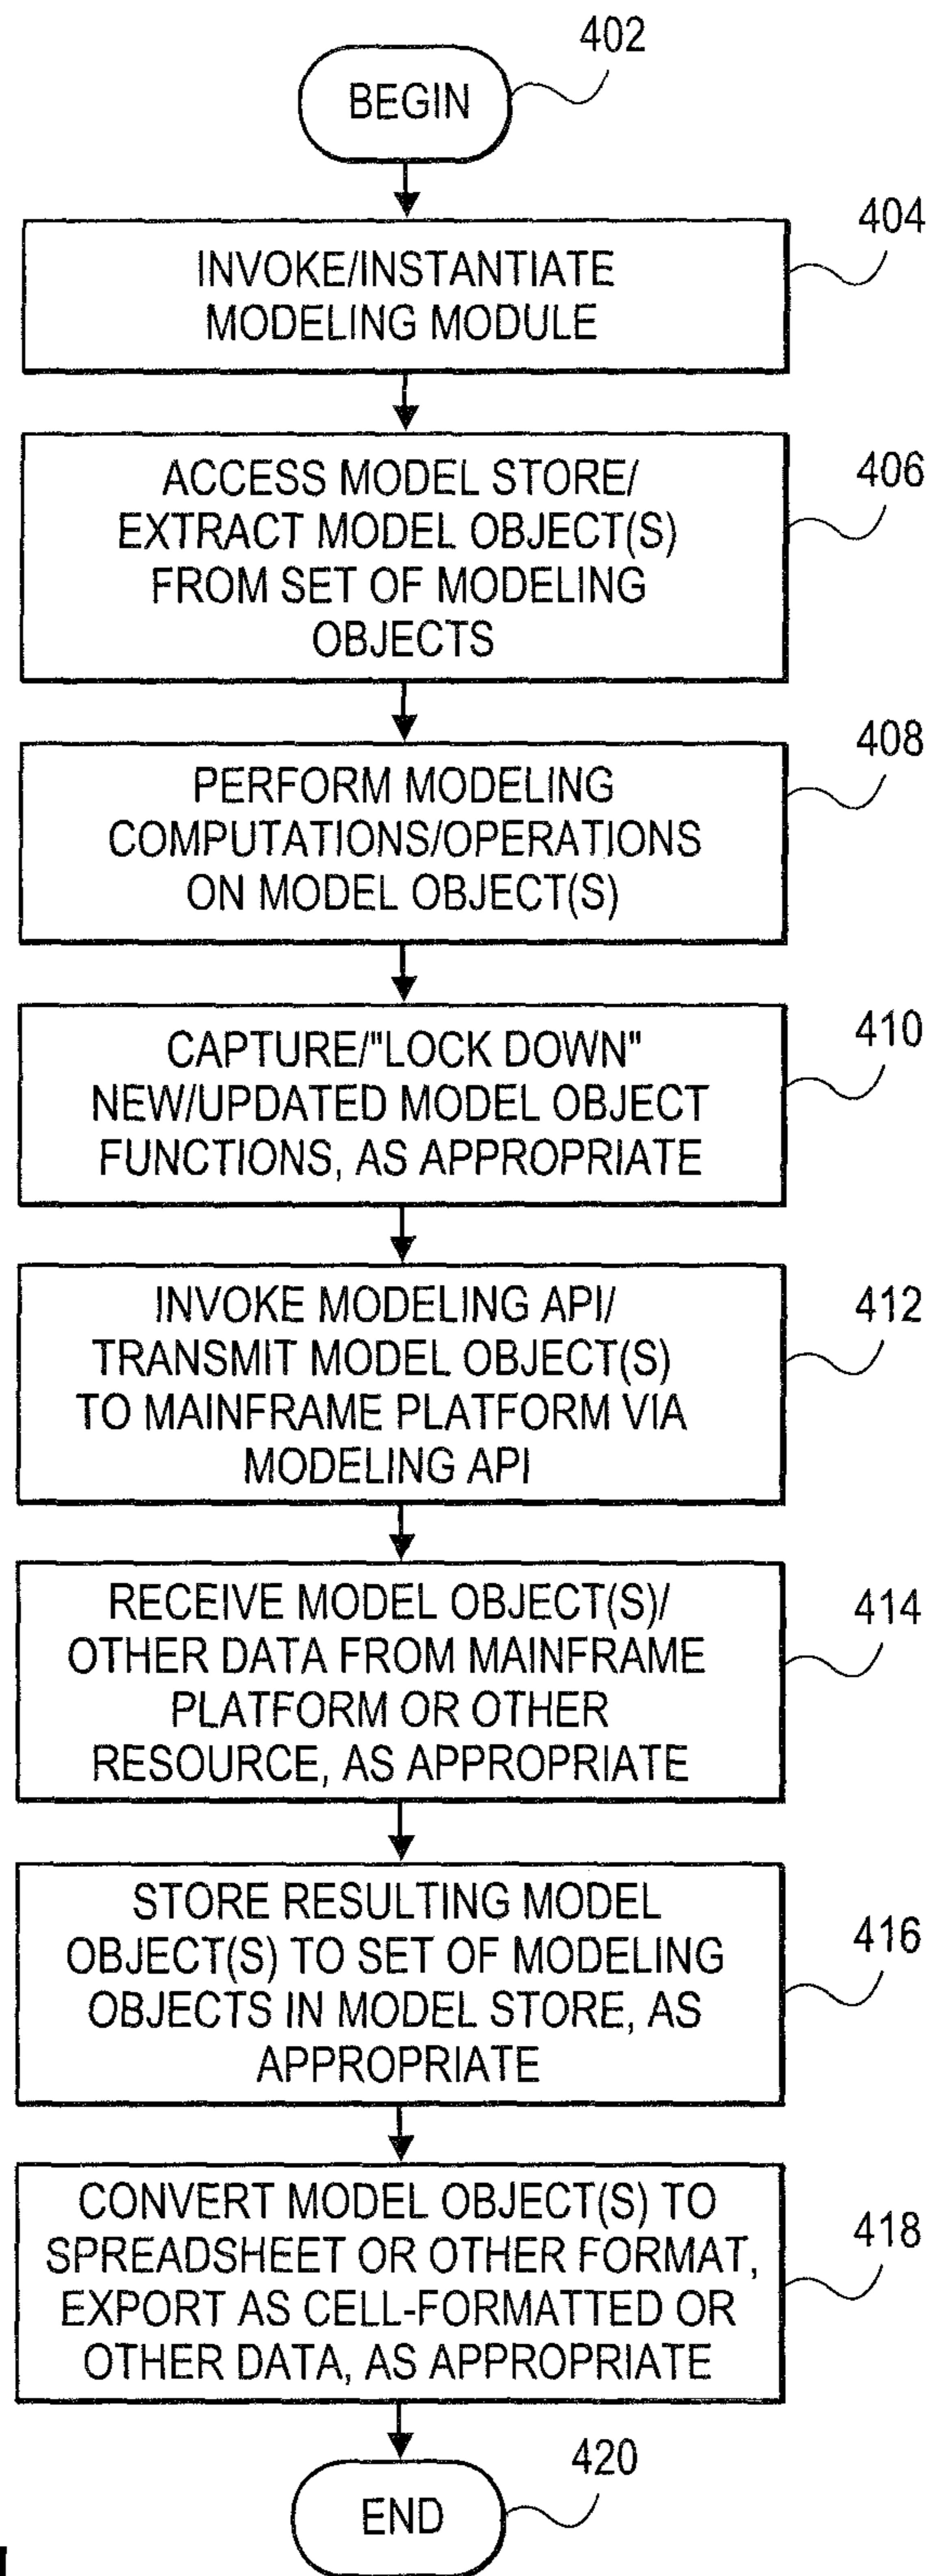 402
BEGIN
404
INVOKE/INSTANTIATE
MODELING MODULE
406
ACCESS MODEL STORE/
EXTRACT MODEL OBJECT(S)
FROM SET OF MODELING
OBJECTS
408
PERFORM MODELING
COMPUTATIONS/OPERATIONS
ON MODEL OBJECT(S)
410
CAPTURE/"LOCK DOWN"
NEW/UPDATED MODEL OBJECT
FUNCTIONS, AS APPROPRIATE
412
INVOKE MODELING API/
TRANSMIT MODEL OBJECT(S)
TO MAINFRAME PLATFORM VIA
MODELING API
414
RECEIVE MODEL OBJECT(S)/
OTHER DATA FROM MAINFRAME
PLATFORM OR OTHER
RESOURCE, AS APPROPRIATE
416
STORE RESULTING MODEL
OBJECT(S) TO SET OF MODELING
OBJECTS IN MODEL STORE, AS
APPROPRIATE
418
CONVERT MODEL OBJECT(S) TO
SPREADSHEET OR OTHER FORMAT,
EXPORT AS CELL-FORMATTED OR
OTHER DATA, AS APPROPRIATE
420
END